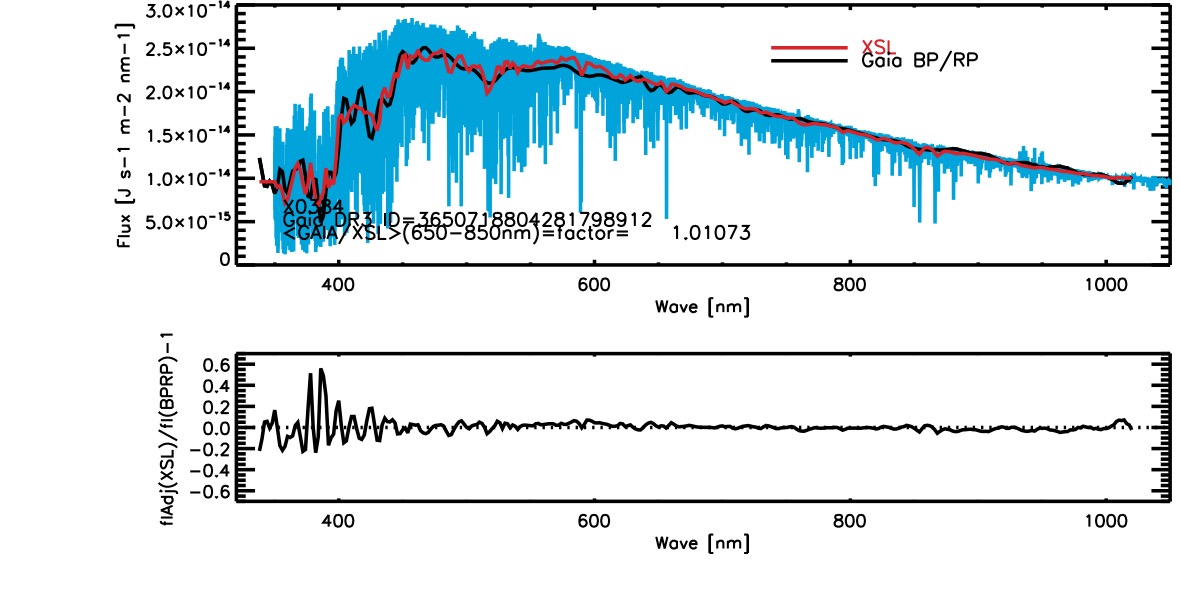 3.0×10⁻¹⁴
2.5×10⁻¹⁴
2.0×10⁻¹⁴
1.5×10⁻¹⁴
1.0×10⁻¹⁴
5.0×10⁻¹⁵
0
Flux [J s−1 m−2 nm−1]
XSL
Gaia BP/RP
X0384
Gaia DR3 ID=36507188042817989​12
<GAIA/XSL>(650−850nm)=factor= 1.01073
400 600 800 1000
Wave [nm]
0.6
0.4
0.2
0.0
−0.2
−0.4
−0.6
flAdj(XSL)/fl(BPRP)−1
400 600 800 1000
Wave [nm]